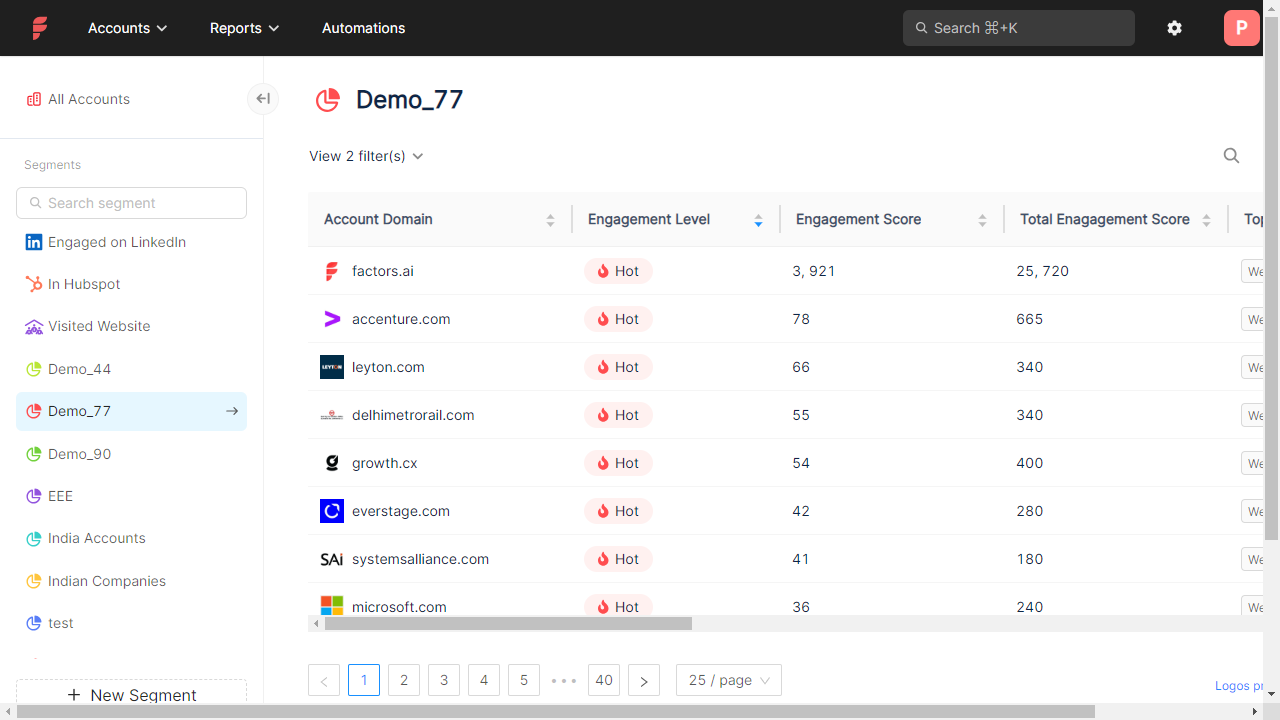 Accounts
Reports
Automations
Search ⌘+K
P
All Accounts
Segments
Search segment
Engaged on LinkedIn
In Hubspot
Visited Website
Demo_44
Demo_77
Demo_90
EEE
India Accounts
Indian Companies
test
New Segment
Demo_77
View 2 filter(s)
Account Domain Engagement Level Engagement Score Total Enagagement Score Top
factors.ai Hot 3, 921 25, 720 We
accenture.com Hot 78 665 We
LEYTON leyton.com Hot 66 340 We
delhimetrorail.com Hot 55 340 We
growth.cx Hot 54 400 We
everstage.com Hot 42 280 We
SAi systemsalliance.com Hot 41 180 We
microsoft.com Hot 36 240 We
1 2 3 4 5 ••• 40 25 / page
Logos pr